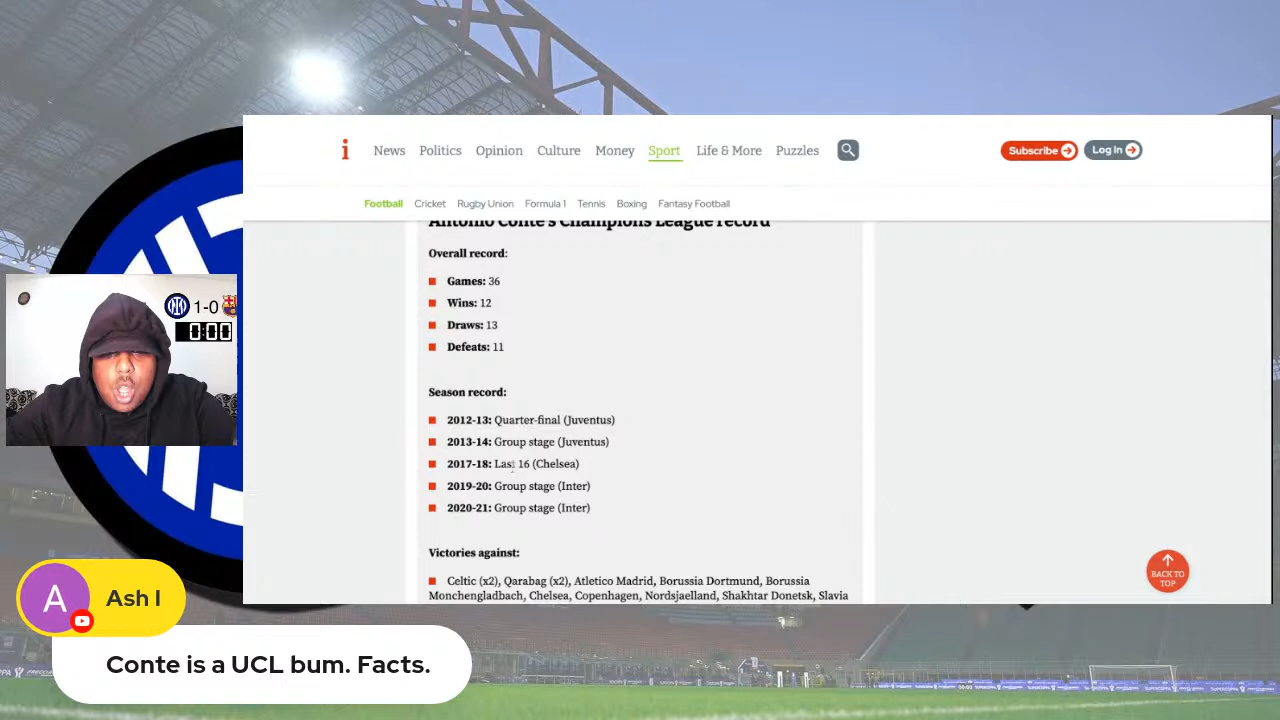 i
News Politics Opinion Culture Money Sport Life & More Puzzles
Subscribe Log In
Football Cricket Rugby Union Formula 1 Tennis Boxing Fantasy Football
Antonio Conte's Champions League record
Overall record:
Games: 36
Wins: 12
Draws: 13
Defeats: 11
Season record:
2012-13: Quarter-final (Juventus)
2013-14: Group stage (Juventus)
2017-18: Last 16 (Chelsea)
2019-20: Group stage (Inter)
2020-21: Group stage (Inter)
Victories against:
Celtic (x2), Qarabag (x2), Atletico Madrid, Borussia Dortmund, Borussia
Monchengladbach, Chelsea, Copenhagen, Nordsjaelland, Shakhtar Donetsk, Slavia
BACK TO
TOP
1-0
0:00
A Ash I
Conte is a UCL bum. Facts.